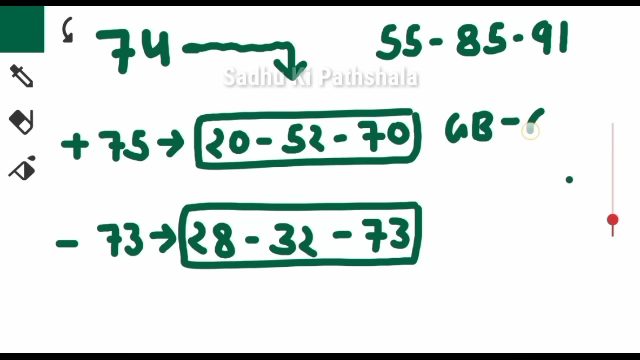 74 → 55-85-91
Sadhu Ki Pathshala
+ 75 → 20-52-70 GB-
- 73 → 28-32-73